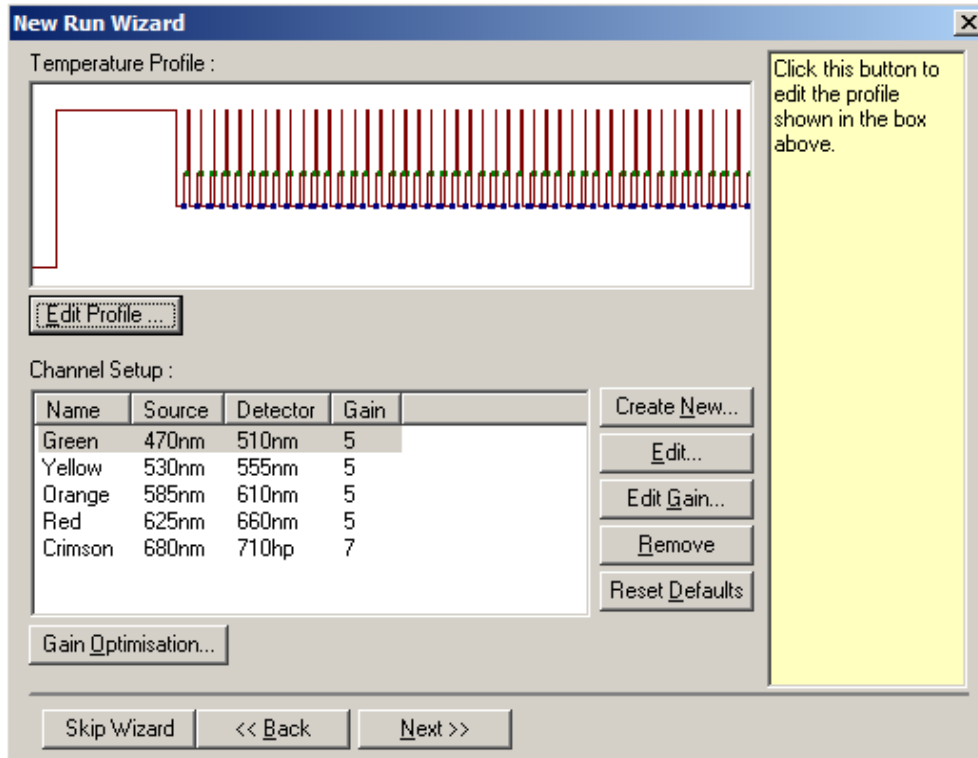 New Run Wizard
Temperature Profile :
Click this button to
edit the profile
shown in the box
above.
Edit Profile ...
Channel Setup :
Name Source Detector Gain
Green 470nm 510nm 5
Yellow 530nm 555nm 5
Orange 585nm 610nm 5
Red 625nm 660nm 5
Crimson 680nm 710hp 7
Create New...
Edit...
Edit Gain...
Remove
Reset Defaults
Gain Optimisation...
Skip Wizard << Back Next >>